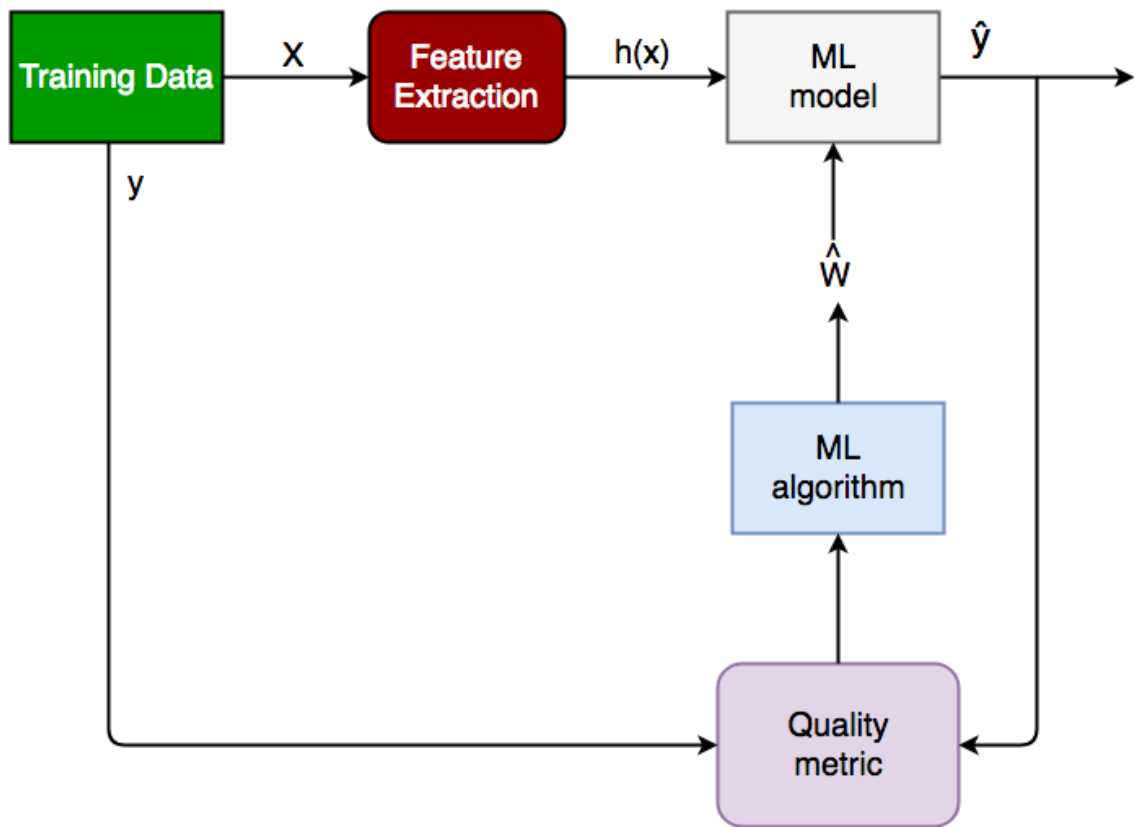 Training Data
X
Feature
Extraction
h(x)
ML
model
ŷ
y
ŵ
ML
algorithm
Quality
metric